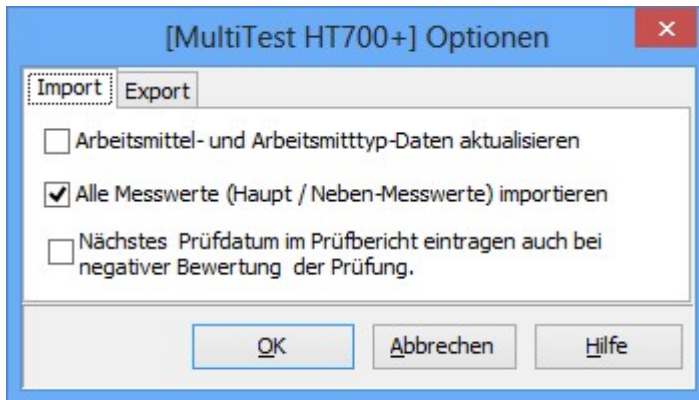 [MultiTest HT700+] Optionen
Import Export
Arbeitsmittel- und Arbeitsmitttyp-Daten aktualisieren
Alle Messwerte (Haupt / Neben-Messwerte) importieren
Nächstes Prüfdatum im Prüfbericht eintragen auch bei
negativer Bewertung der Prüfung.
OK Abbrechen Hilfe